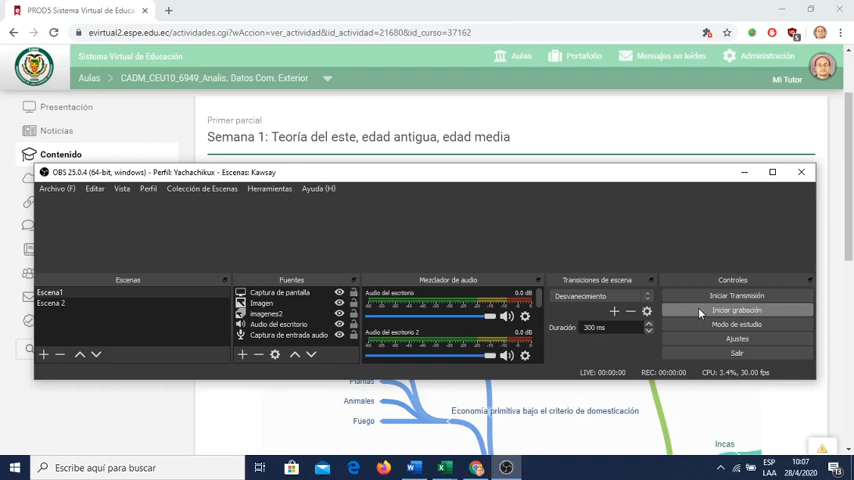 PROD5 Sistema Virtual de Educa
evirtual2.espe.edu.ec/actividades.cgi?wAccion=ver_actividad&id_actividad=21680&id_curso=37162
Sistema Virtual de Educación
Aulas
Portafolio
Mensajes no leídos
Administración
Aulas
CADM_CEU10_6949_Analis. Datos Com. Exterior
Mi Tutor
Presentación
Noticias
Contenido
Primer parcial
Semana 1: Teoría del este, edad antigua, edad media
OBS 25.0.4 (64-bit, windows) - Perfil: Yachachikux - Escenas: Kawsay
Archivo (F) Editar Vista Perfil Colección de Escenas Herramientas Ayuda (H)
Escenas
Fuentes
Mezclador de audio
Transiciones de escena
Controles
Escena1
Escena 2
Captura de pantalla
Imagen
imagenes2
Audio del escritorio
Captura de entrada audio
Audio del escritorio 0.0 dB
Audio del escritorio 2 0.0 dB
Desvanecimiento
Duración 300 ms
Iniciar Transmisión
Iniciar grabación
Modo de estudio
Ajustes
Salir
LIVE: 00:00:00 REC: 00:00:00 CPU: 3.4%, 30.00 fps
Plantas
Animales
Fuego
Economía primitiva bajo el criterio de domesticación
Incas
Escribe aquí para buscar
ESP
LAA
10:07
28/4/2020